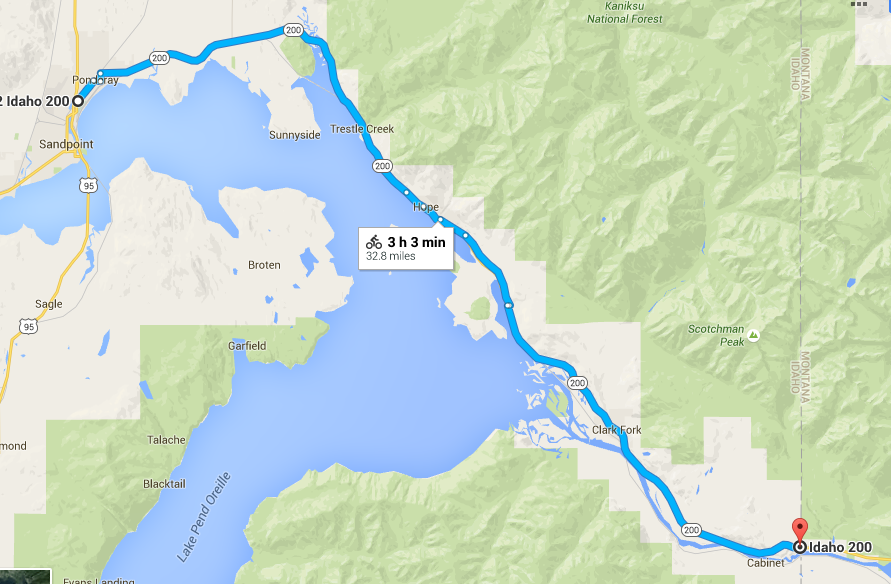 Kaniksu
National Forest
200
200
MONTANA
IDAHO
Ponderay
2 Idaho 200
Sunnyside
Trestle Creek
Sandpoint
200
95
Hope
3 h 3 min
32.8 miles
Broten
Sagle
95
Scotchman
Peak
Garfield
MONTANA
IDAHO
200
Clark Fork
Talache
mond
Blacktail
Lake Pend Oreille
200
Idaho 200
Cabinet
Evans Landing